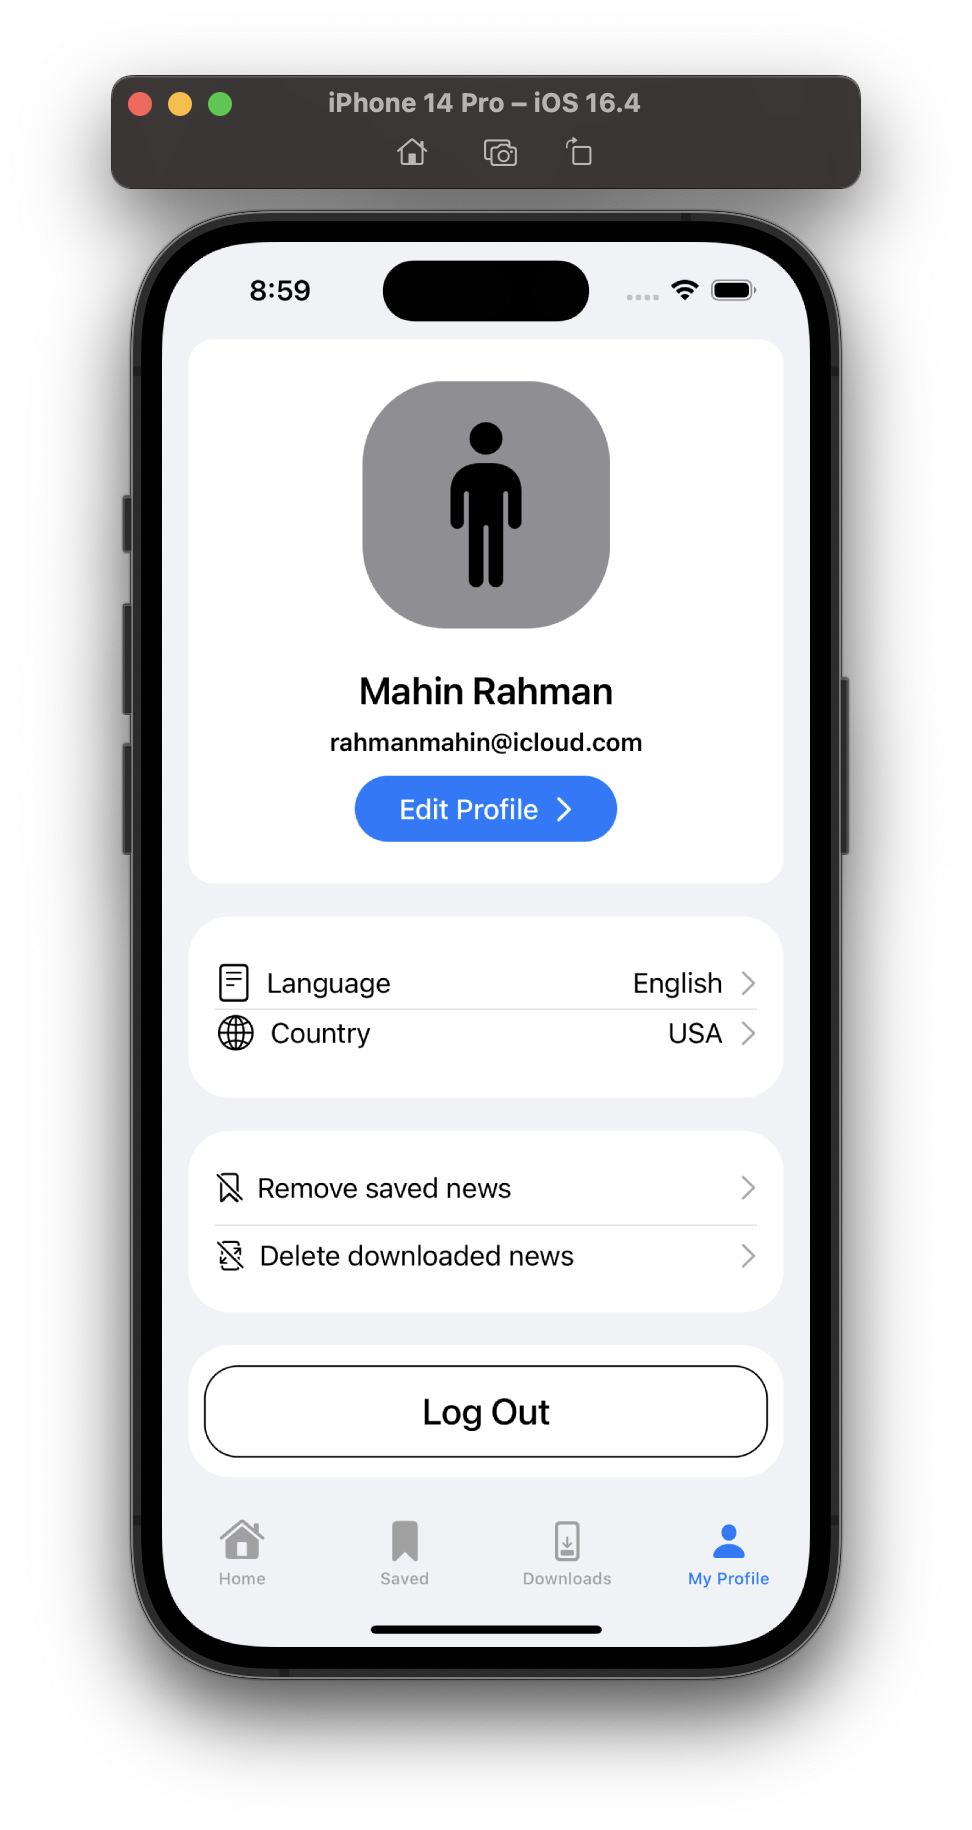 iPhone 14 Pro – iOS 16.4
8:59
Mahin Rahman
rahmanmahin@icloud.com
Edit Profile
Language English
Country USA
Remove saved news
Delete downloaded news
Log Out
Home Saved Downloads My Profile